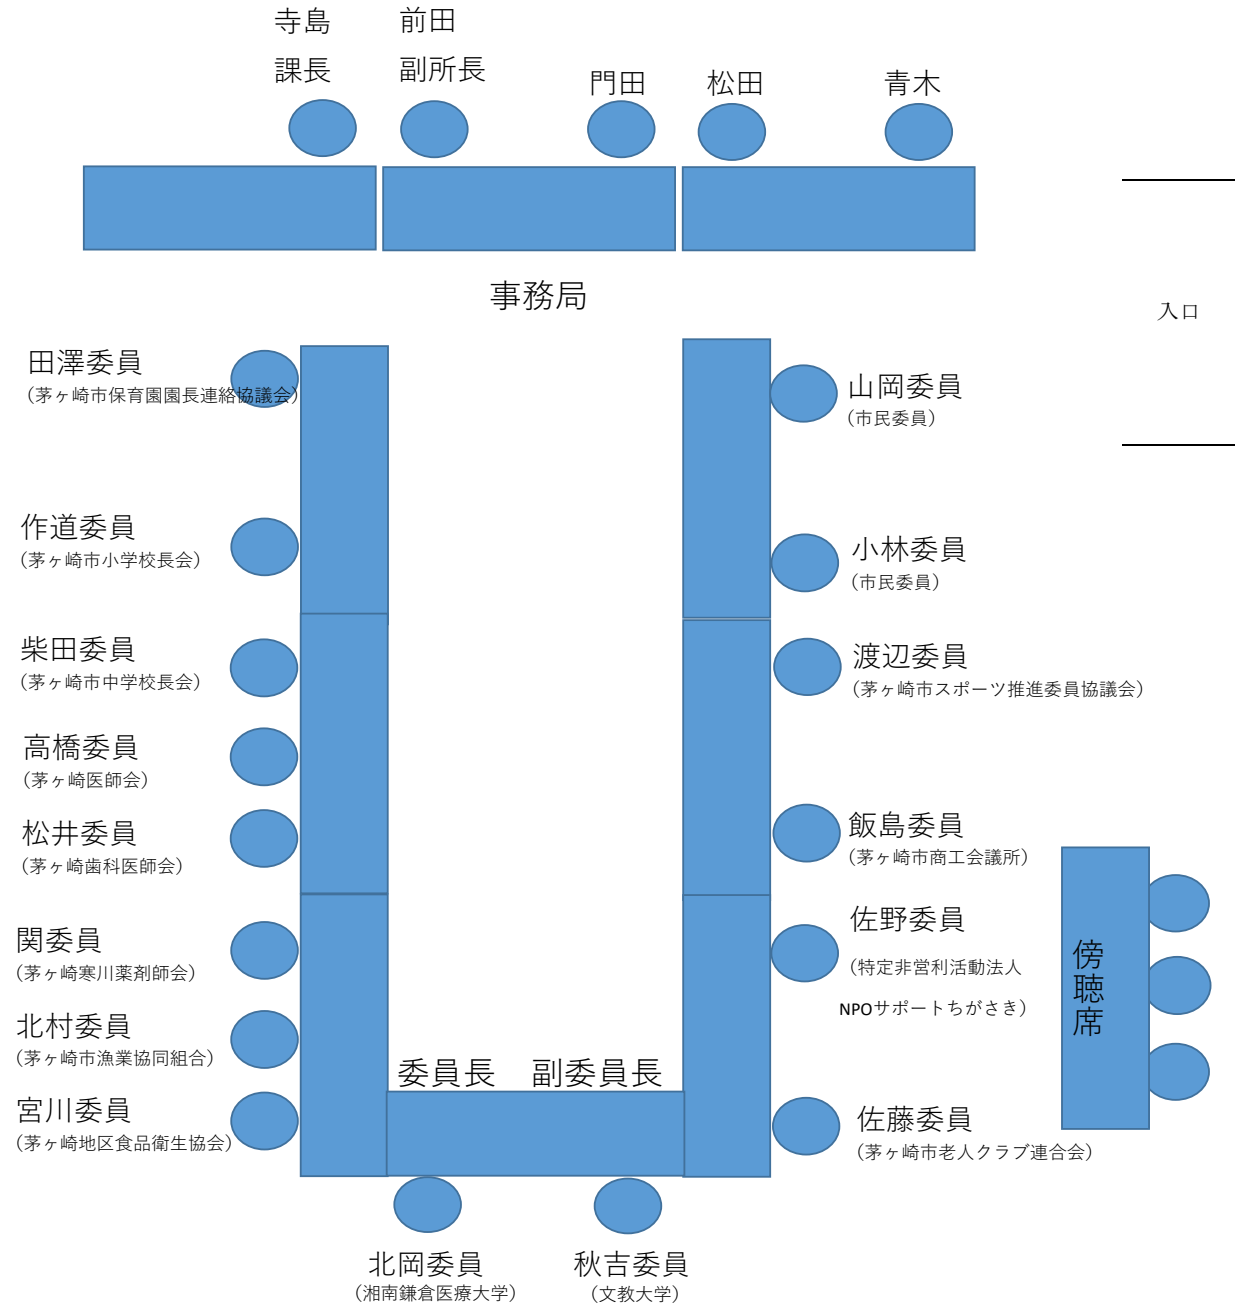 寺島
課長
前田
副所長
門田
松田
青木
事務局
入口
田澤委員
（茅ヶ崎市保育園園長連絡協議会）
山岡委員
（市民委員）
作道委員
（茅ヶ崎市小学校長会）
小林委員
（市民委員）
柴田委員
（茅ヶ崎市中学校長会）
渡辺委員
（茅ヶ崎市スポーツ推進委員協議会）
高橋委員
（茅ヶ崎医師会）
松井委員
（茅ヶ崎歯科医師会）
飯島委員
（茅ヶ崎市商工会議所）
関委員
（茅ヶ崎寒川薬剤師会）
佐野委員
（特定非営利活動法人
NPOサポートちがさき）
傍聴席
北村委員
（茅ヶ崎市漁業協同組合）
宮川委員
（茅ヶ崎地区食品衛生協会）
委員長
副委員長
佐藤委員
（茅ヶ崎市老人クラブ連合会）
北岡委員
（湘南鎌倉医療大学）
秋吉委員
（文教大学）